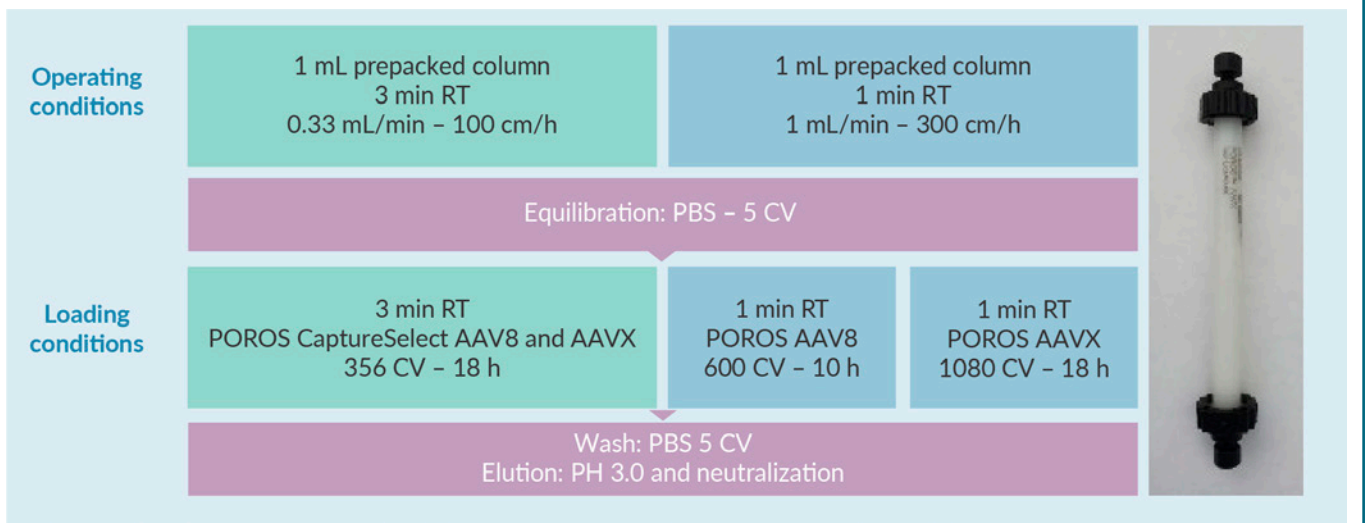 Operating
conditions
1 mL prepacked column
3 min RT
0.33 mL/min – 100 cm/h
1 mL prepacked column
1 min RT
1 mL/min – 300 cm/h
Equilibration: PBS – 5 CV
Loading
conditions
3 min RT
POROS CaptureSelect AAV8 and AAVX
356 CV – 18 h
1 min RT
POROS AAV8
600 CV – 10 h
1 min RT
POROS AAVX
1080 CV – 18 h
Wash: PBS 5 CV
Elution: PH 3.0 and neutralization